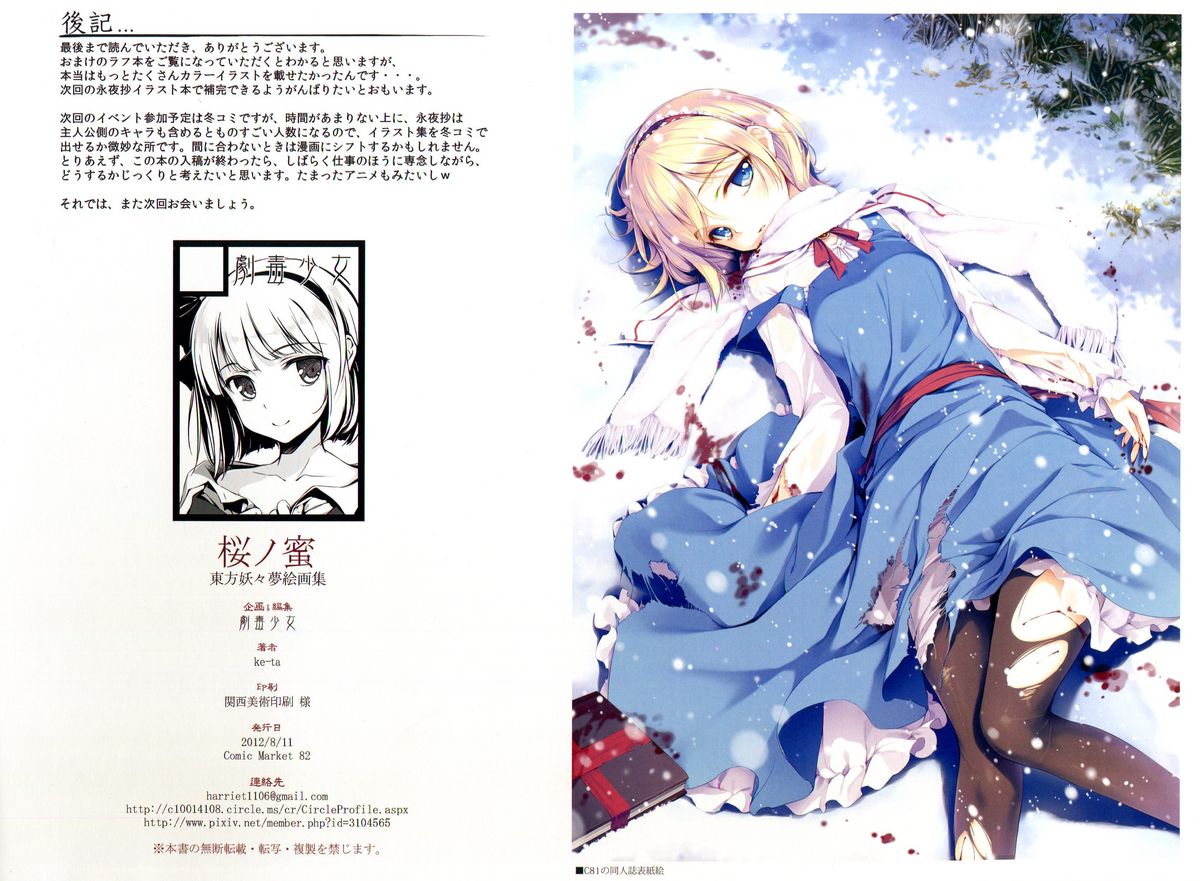 後記...
最後まで読んでいただき、ありがとうございます。
おまけのラフ本をご覧になっていただくとわかると思いますが、
本当はもっとたくさんカラーイラストを載せたかったんです・・・。
次回の永夜抄イラスト本で補完できるようがんばりたいとおもいます。
次回のイベント参加予定は冬コミですが、時間があまりない上に、永夜抄は
主人公側のキャラも含めるとものすごい人数になるので、イラスト集を冬コミで
出せるか微妙な所です。間に合わないときは漫画にシフトするかもしれません。
とりあえず、この本の入稿が終わったら、しばらく仕事のほうに専念しながら、
どうするかじっくりと考えたいと思います。たまったアニメもみたいしw
それでは、また次回お会いましょう。
劇毒少女
桜ノ蜜
東方妖々夢絵画集
企画&編集
劇毒少女
著者
ke-ta
印刷
関西美術印刷 様
発行日
2012/8/11
Comic Market 82
連絡先
harriet1106@gmail.com
http://c10014108.circle.ms/cr/CircleProfile.aspx
http://www.pixiv.net/member.php?id=3104565
※本書の無断転載・転写・複製を禁じます。
■C81の同人誌表紙絵